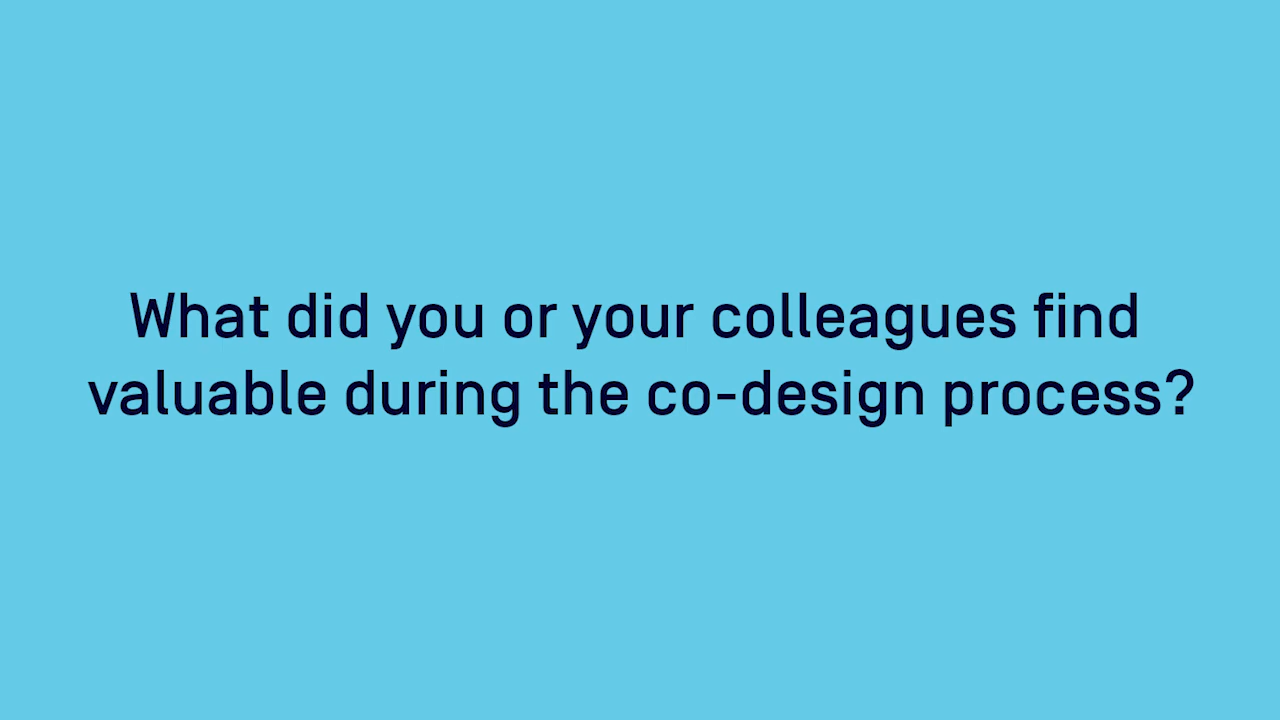 What did you or your colleagues find
valuable during the co-design process?